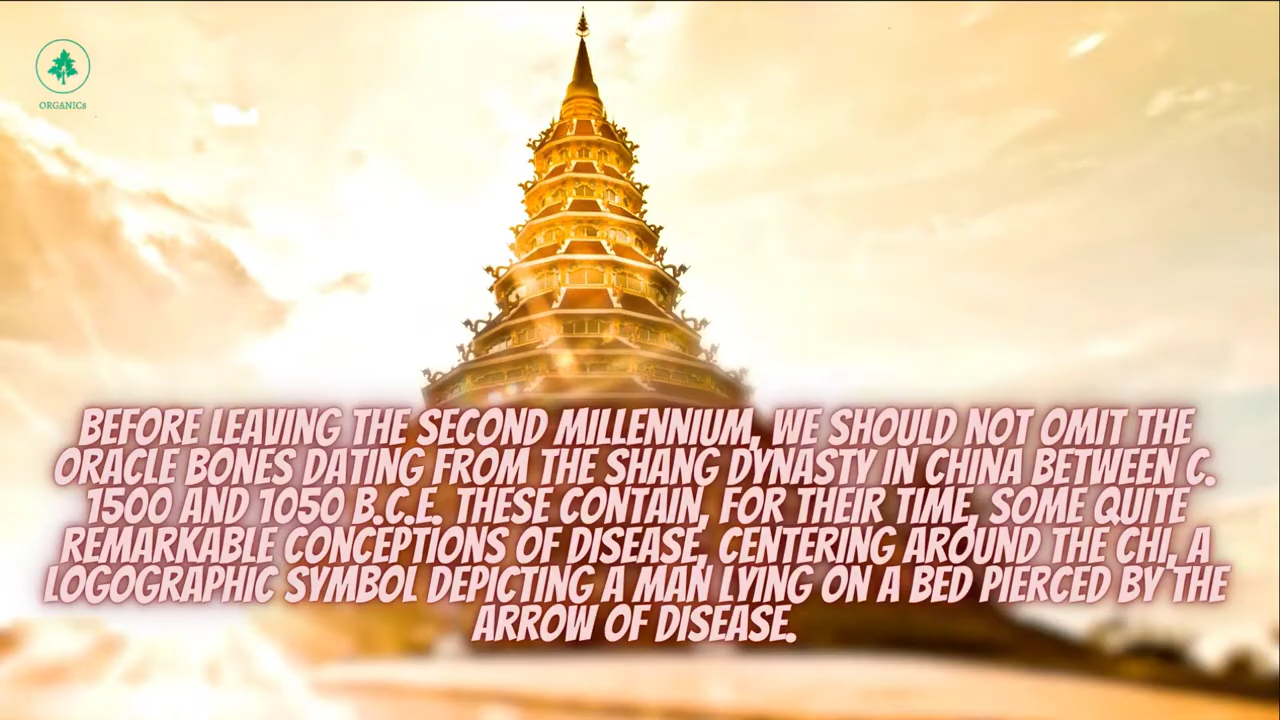 ORGANICs
BEFORE LEAVING THE SECOND MILLENNIUM, WE SHOULD NOT OMIT THE
ORACLE BONES DATING FROM THE SHANG DYNASTY IN CHINA BETWEEN C.
1500 AND 1050 B.C.E. THESE CONTAIN, FOR THEIR TIME, SOME QUITE
REMARKABLE CONCEPTIONS OF DISEASE, CENTERING AROUND THE CHI, A
LOGOGRAPHIC SYMBOL DEPICTING A MAN LYING ON A BED PIERCED BY THE
ARROW OF DISEASE.